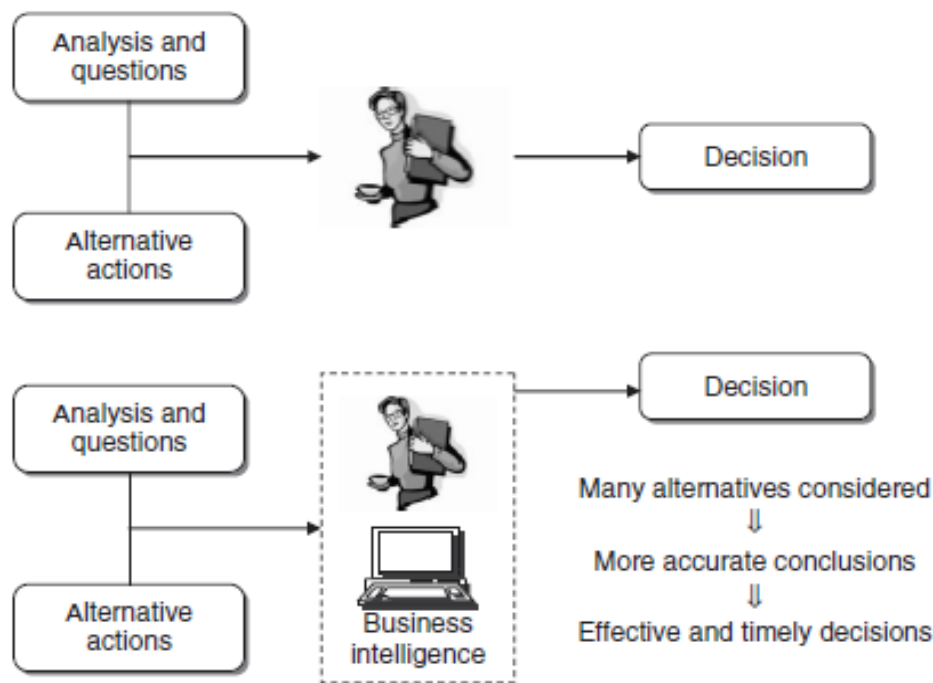 Analysis and
questions
Decision
Alternative
actions
Analysis and
questions
Decision
Many alternatives considered
⇓
More accurate conclusions
⇓
Effective and timely decisions
Alternative
actions
Business
intelligence